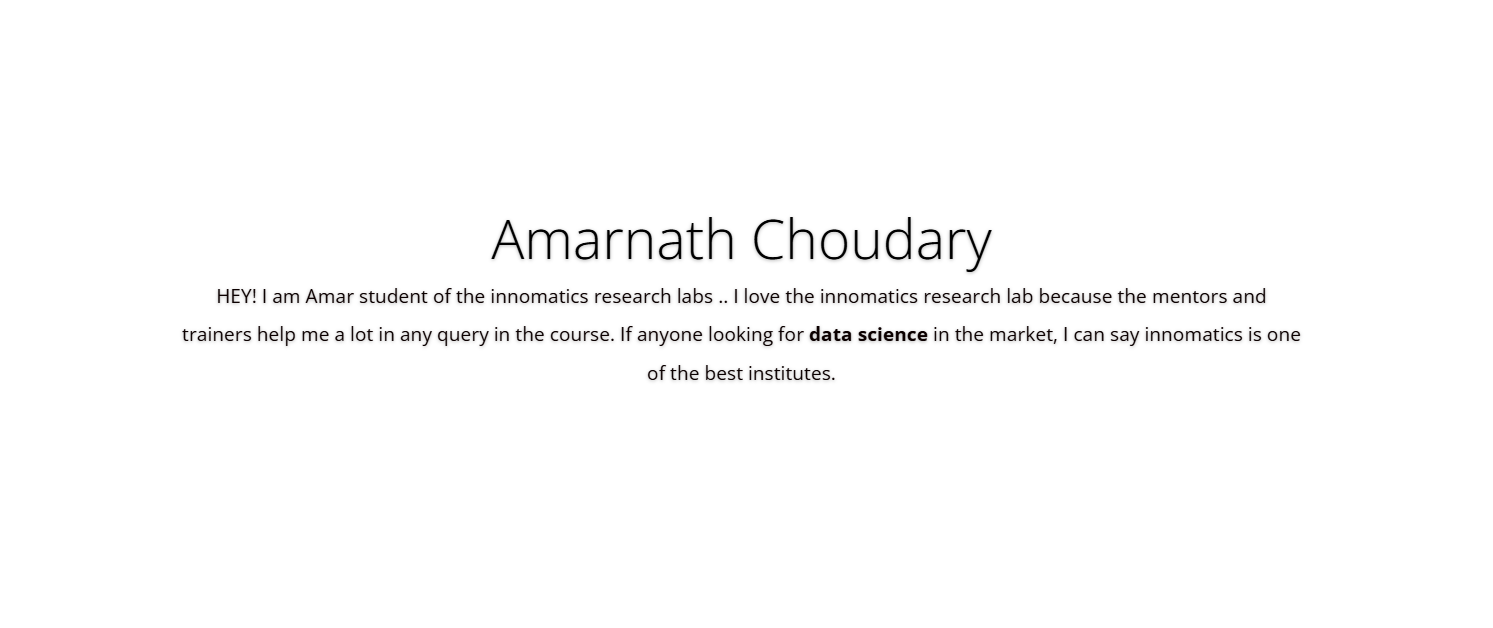 Amarnath Choudary
HEY! I am Amar student of the innomatics research labs .. I love the innomatics research lab because the mentors and
trainers help me a lot in any query in the course. If anyone looking for data science in the market, I can say innomatics is one
of the best institutes.